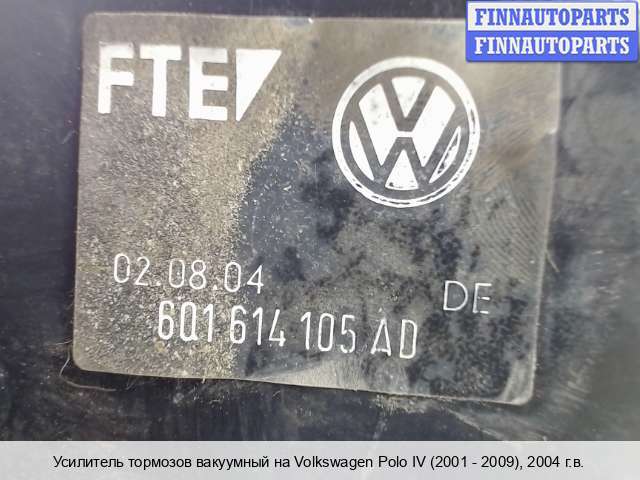 FINNAUTOPARTS
FINNAUTOPARTS
FTE
02.08.04
DE
6Q1 614 105 AD
Усилитель тормозов вакуумный на Volkswagen Polo IV (2001 - 2009), 2004 г.в.